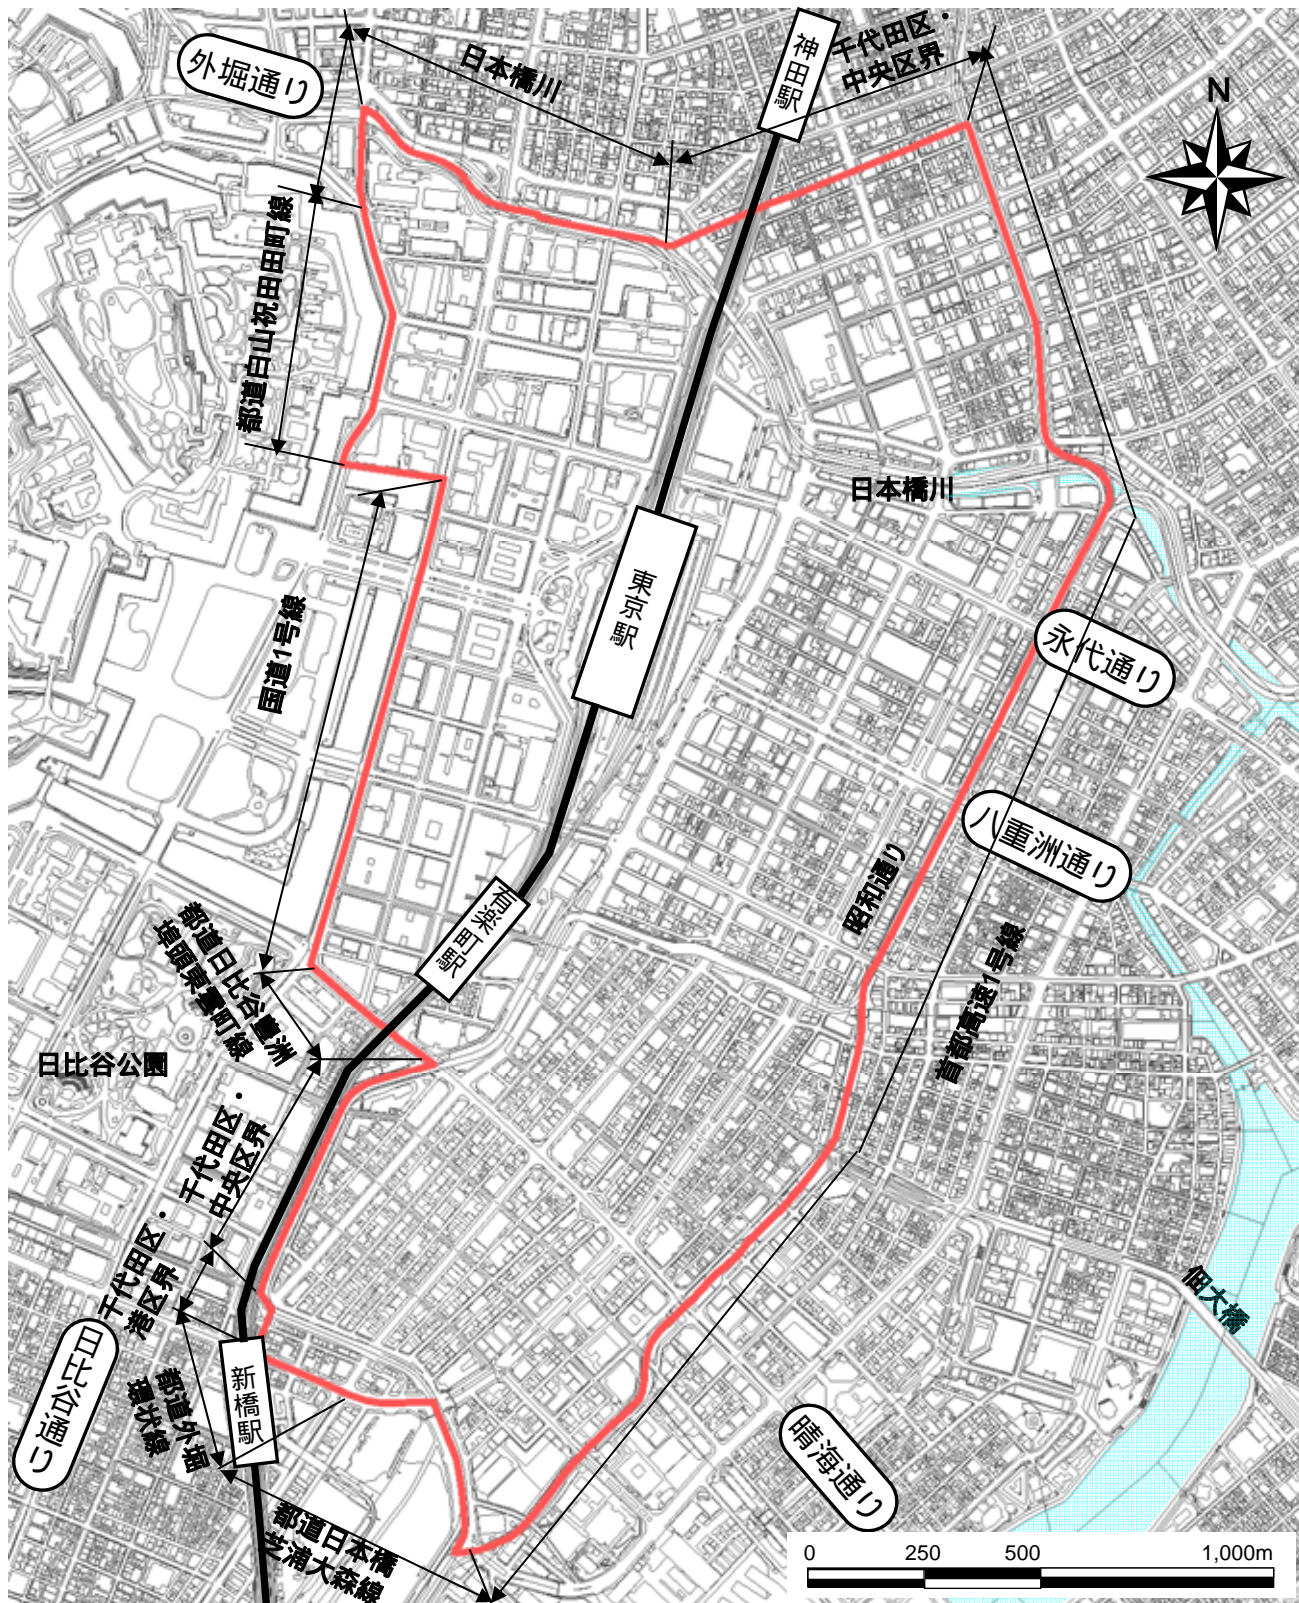 神田駅
千代田区・
中央区界
日本橋川
外堀通り
N
都道白山祝田田町線
日本橋川
東京駅
国道1号線
永代通り
八重洲通り
昭和通り
有楽町駅
都道日比谷豊洲
埠頭東雲町線
首都高速1号線
日比谷公園
千代田区・
中央区界
千代田区・
港区界
佃大橋
日比谷通り
新橋駅
都道外堀
環状線
晴海通り
都道日本橋
芝浦大森線
0 250 500 1,000m